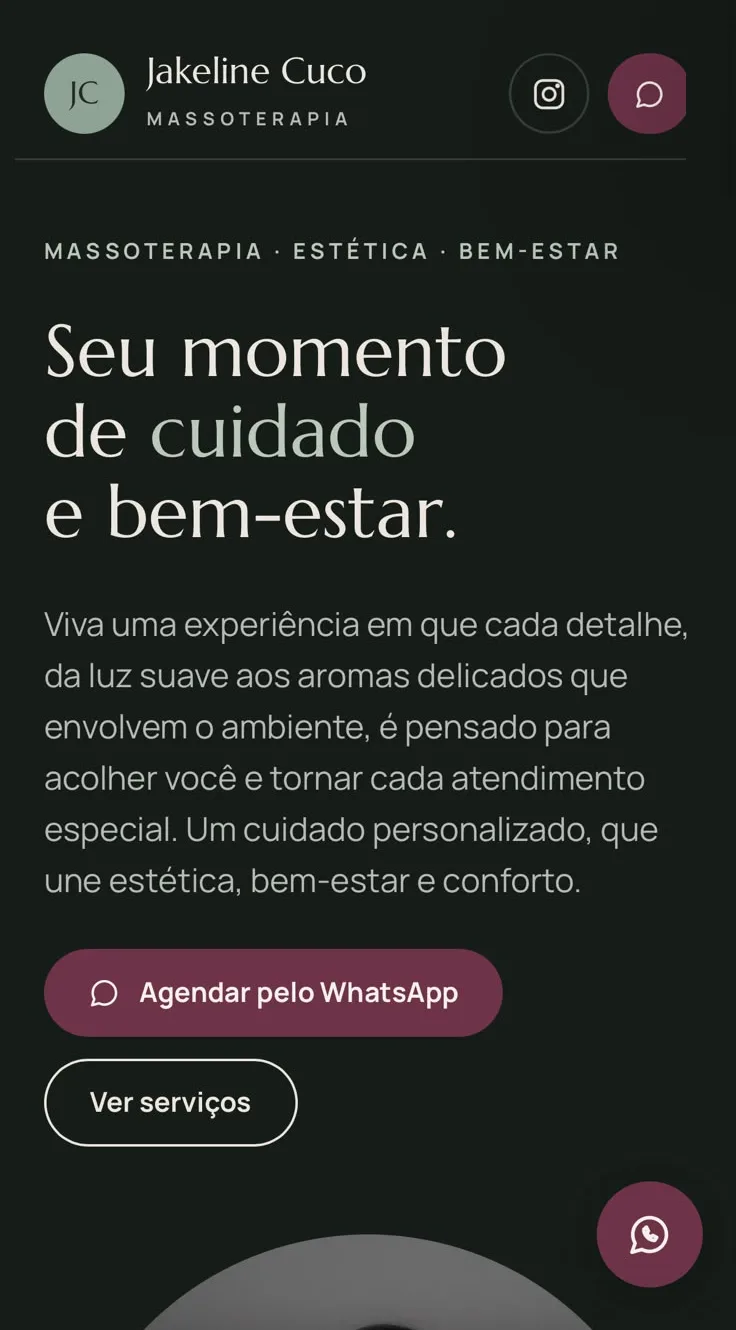 JC
Jakeline Cuco
MASSOTERAPIA
MASSOTERAPIA · ESTÉTICA · BEM-ESTAR
Seu momento
de cuidado
e bem-estar.
Viva uma experiência em que cada detalhe,
da luz suave aos aromas delicados que
envolvem o ambiente, é pensado para
acolher você e tornar cada atendimento
especial. Um cuidado personalizado, que
une estética, bem-estar e conforto.
Agendar pelo WhatsApp
Ver serviços